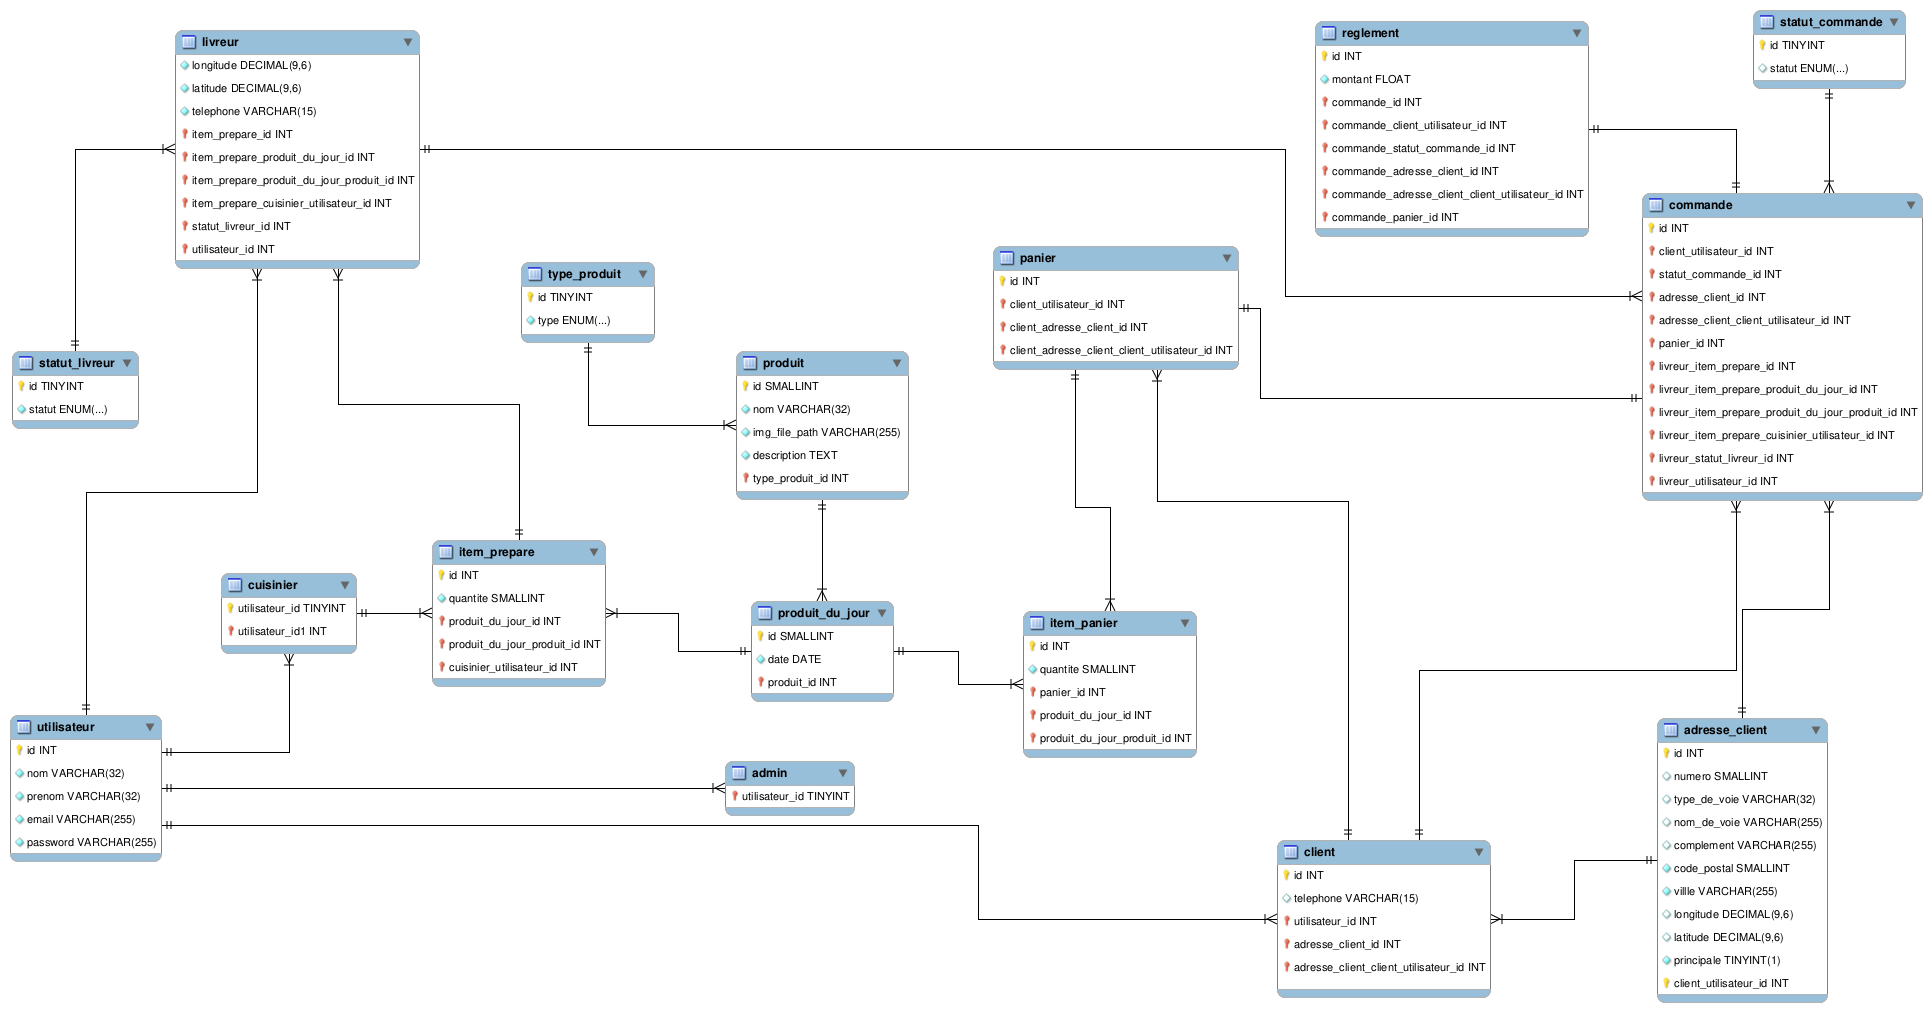 livreur
longitude DECIMAL(9,6)
latitude DECIMAL(9,6)
telephone VARCHAR(15)
item_prepare_id INT
item_prepare_produit_du_jour_id INT
item_prepare_produit_du_jour_produit_id INT
item_prepare_cuisinier_utilisateur_id INT
statut_livreur_id INT
utilisateur_id INT
reglement
id INT
montant FLOAT
commande_id INT
commande_client_utilisateur_id INT
commande_statut_commande_id INT
commande_adresse_client_id INT
commande_adresse_client_client_utilisateur_id INT
commande_panier_id INT
statut_commande
id TINYINT
statut ENUM(...)
commande
id INT
client_utilisateur_id INT
statut_commande_id INT
adresse_client_id INT
adresse_client_client_utilisateur_id INT
panier_id INT
livreur_item_prepare_id INT
livreur_item_prepare_produit_du_jour_id INT
livreur_item_prepare_produit_du_jour_produit_id INT
livreur_item_prepare_cuisinier_utilisateur_id INT
livreur_statut_livreur_id INT
livreur_utilisateur_id INT
type_produit
id TINYINT
type ENUM(...)
panier
id INT
client_utilisateur_id INT
client_adresse_client_id INT
client_adresse_client_client_utilisateur_id INT
statut_livreur
id TINYINT
statut ENUM(...)
produit
id SMALLINT
nom VARCHAR(32)
img_file_path VARCHAR(255)
description TEXT
type_produit_id INT
item_prepare
id INT
quantite SMALLINT
produit_du_jour_id INT
produit_du_jour_produit_id INT
cuisinier_utilisateur_id INT
cuisinier
utilisateur_id TINYINT
utilisateur_id1 INT
produit_du_jour
id SMALLINT
date DATE
produit_id INT
item_panier
id INT
quantite SMALLINT
panier_id INT
produit_du_jour_id INT
produit_du_jour_produit_id INT
utilisateur
id INT
nom VARCHAR(32)
prenom VARCHAR(32)
email VARCHAR(255)
password VARCHAR(255)
admin
utilisateur_id TINYINT
client
id INT
telephone VARCHAR(15)
utilisateur_id INT
adresse_client_id INT
adresse_client_client_utilisateur_id INT
adresse_client
id INT
numero SMALLINT
type_de_voie VARCHAR(32)
nom_de_voie VARCHAR(255)
complement VARCHAR(255)
code_postal SMALLINT
villle VARCHAR(255)
longitude DECIMAL(9,6)
latitude DECIMAL(9,6)
principale TINYINT(1)
client_utilisateur_id INT